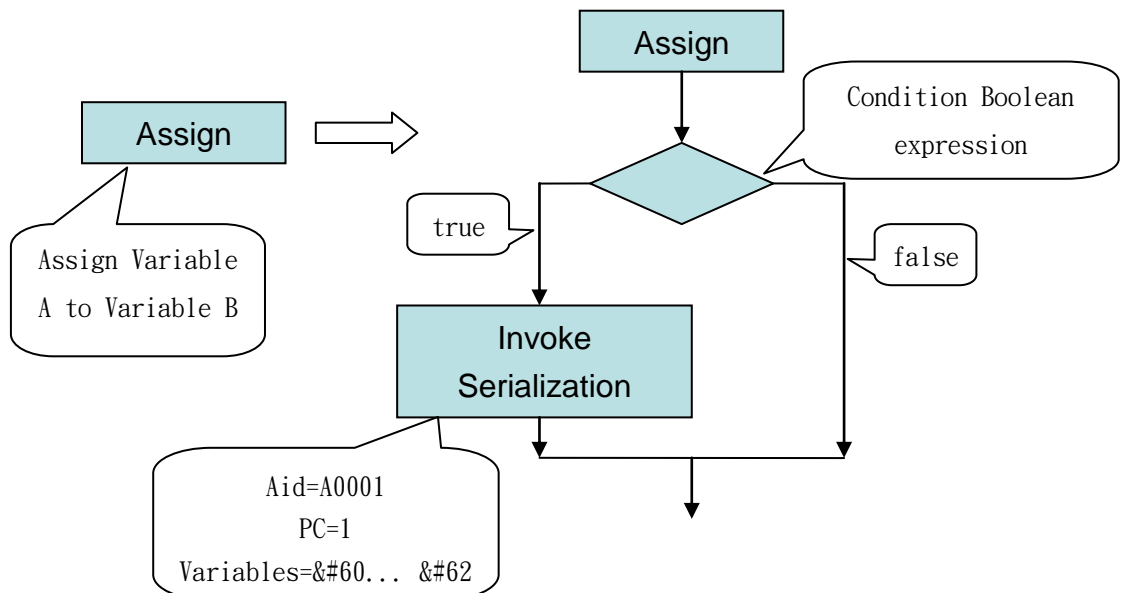 Assign
Assign
Condition Boolean
expression
true
false
Assign Variable
A to Variable B
Invoke
Serialization
Aid=A0001
PC=1
Variables=&#60... &#62